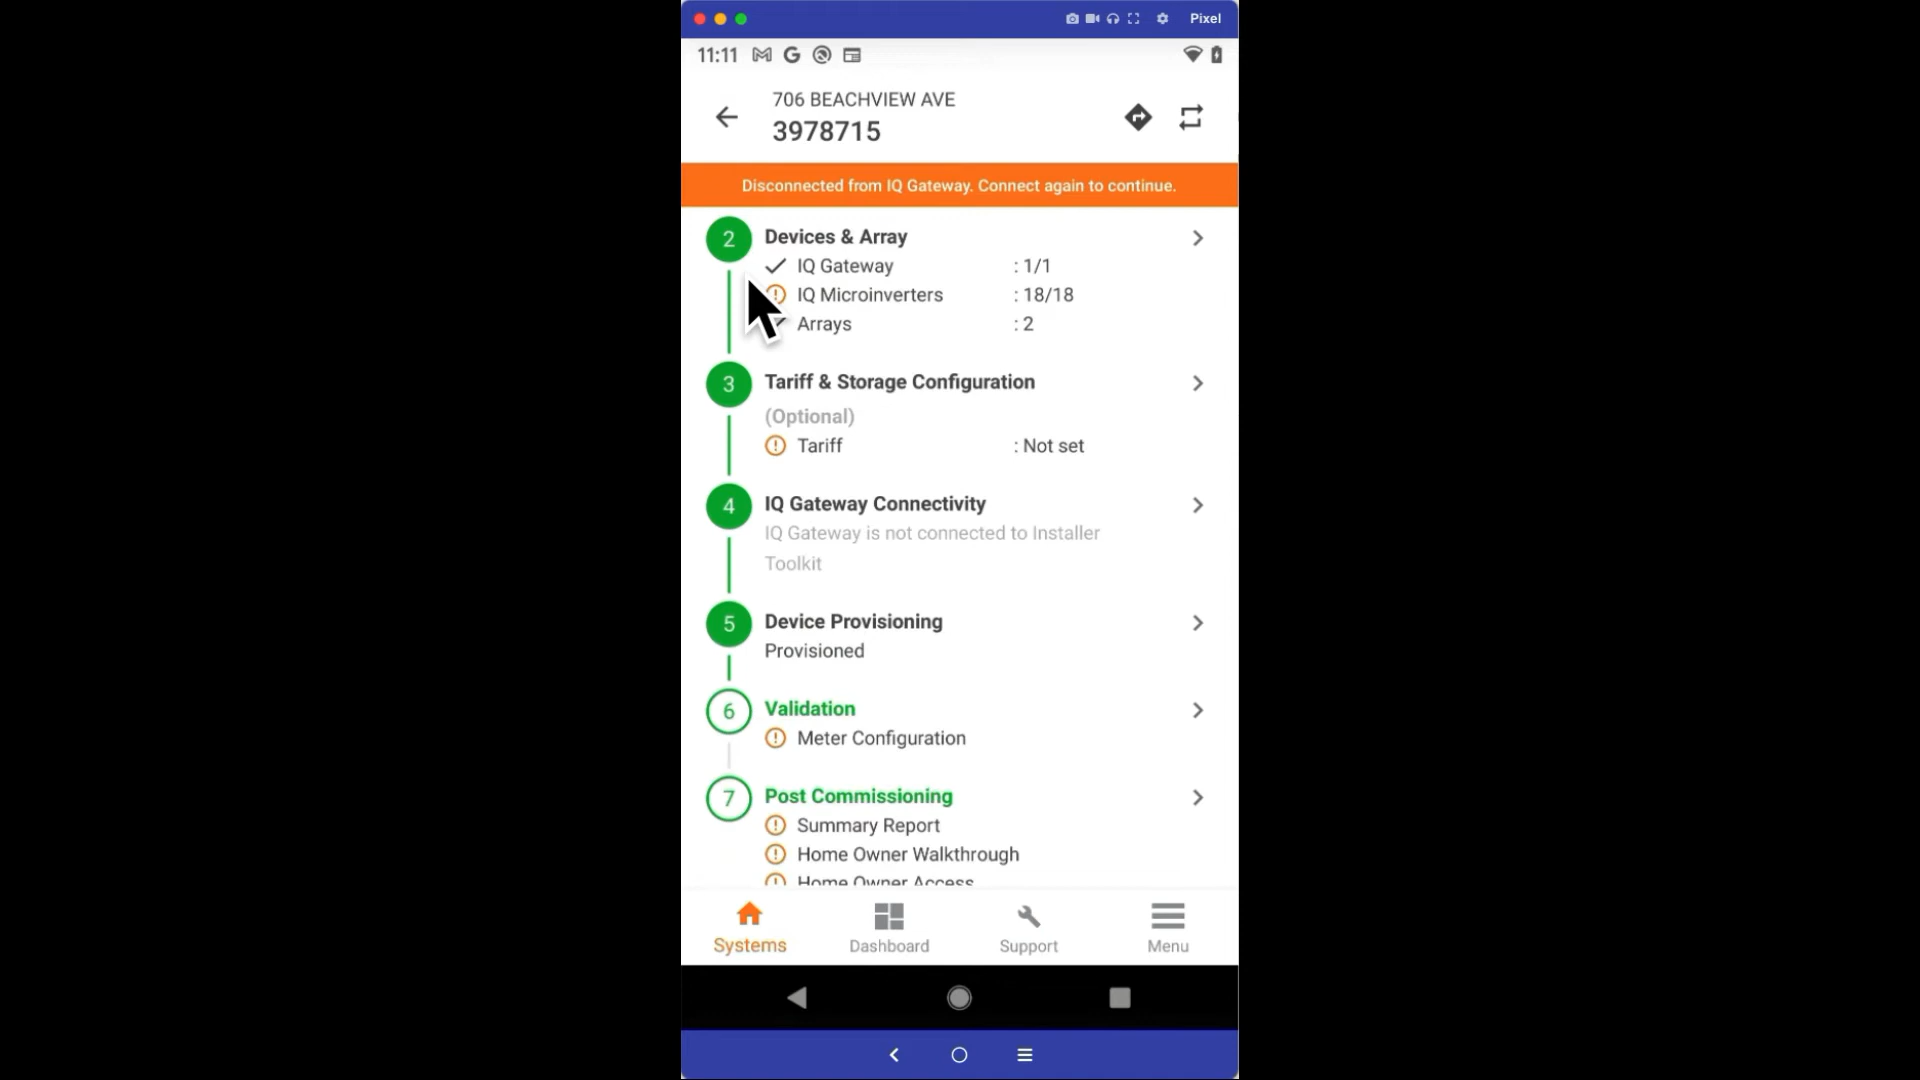 Pixel
11:11
706 BEACHVIEW AVE
3978715
Disconnected from IQ Gateway. Connect again to continue.
2 Devices & Array
IQ Gateway : 1/1
IQ Microinverters : 18/18
Arrays : 2
3 Tariff & Storage Configuration
(Optional)
Tariff : Not set
4 IQ Gateway Connectivity
IQ Gateway is not connected to Installer
Toolkit
5 Device Provisioning
Provisioned
6 Validation
Meter Configuration
7 Post Commissioning
Summary Report
Home Owner Walkthrough
Home Owner Access
Systems Dashboard Support Menu